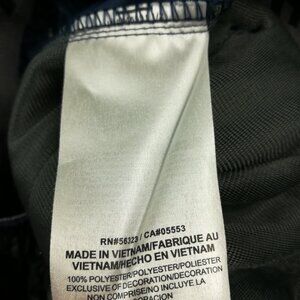 RN#56323 / CA#05553
MADE IN VIETNAM/FABRIQUE AU
VIETNAM/HECHO EN VIETNAM
100% POLYESTER/POLYESTER/POLIESTER
EXCLUSIVE OF DECORATION/DECORATION
NON COMPRISE/NO INCLUYE LA